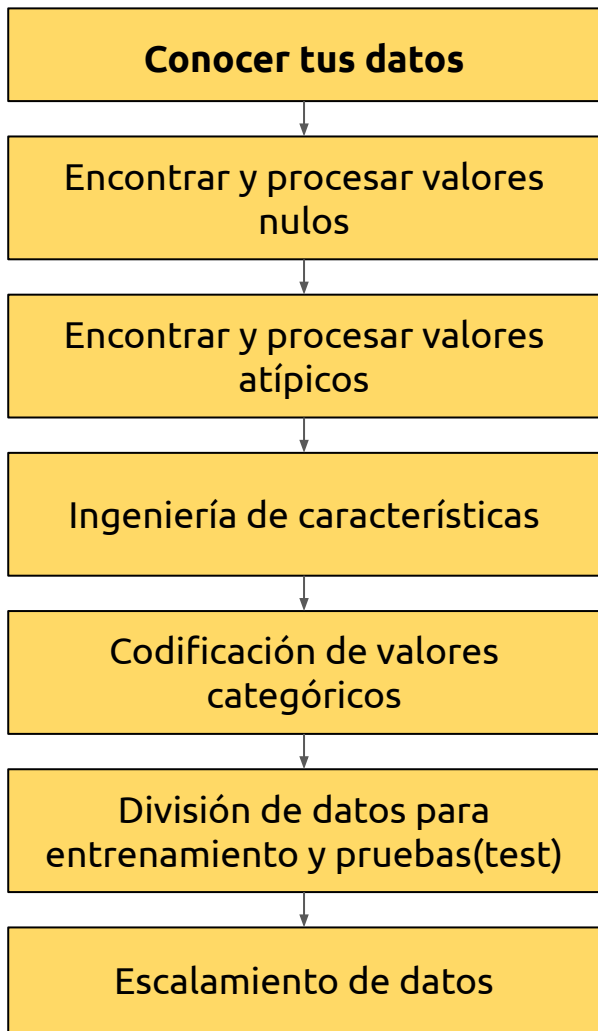 Conocer tus datos
Encontrar y procesar valores
nulos
Encontrar y procesar valores
atípicos
Ingeniería de características
Codificación de valores
categóricos
División de datos para
entrenamiento y pruebas(test)
Escalamiento de datos